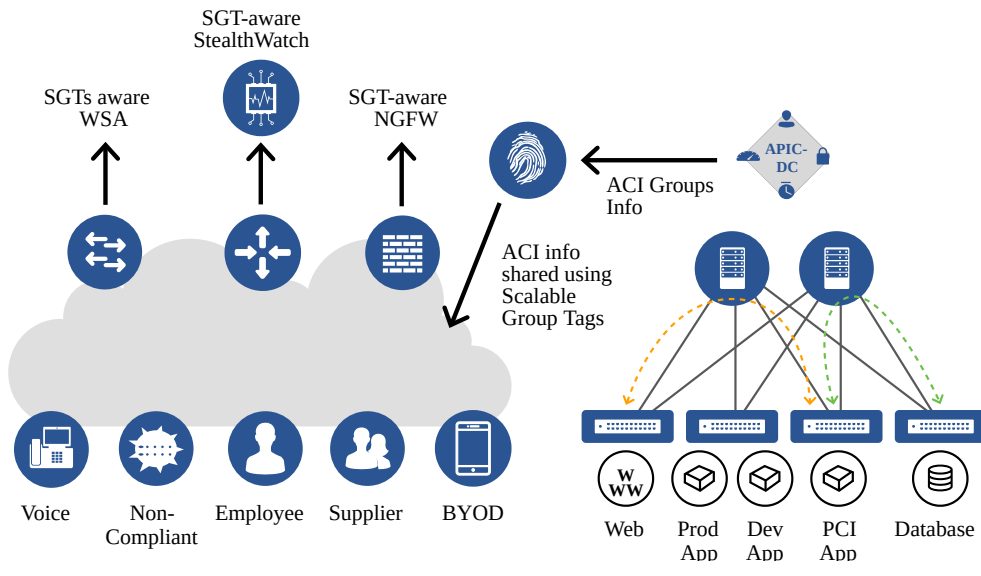 SGT-aware
StealthWatch
SGTs aware
WSA
SGT-aware
NGFW
APIC-
DC
ACI Groups
Info
ACI info
shared using
Scalable
Group Tags
W
WW
Voice
Non-
Compliant
Employee
Supplier
BYOD
Web
Prod
App
Dev
App
PCI
App
Database